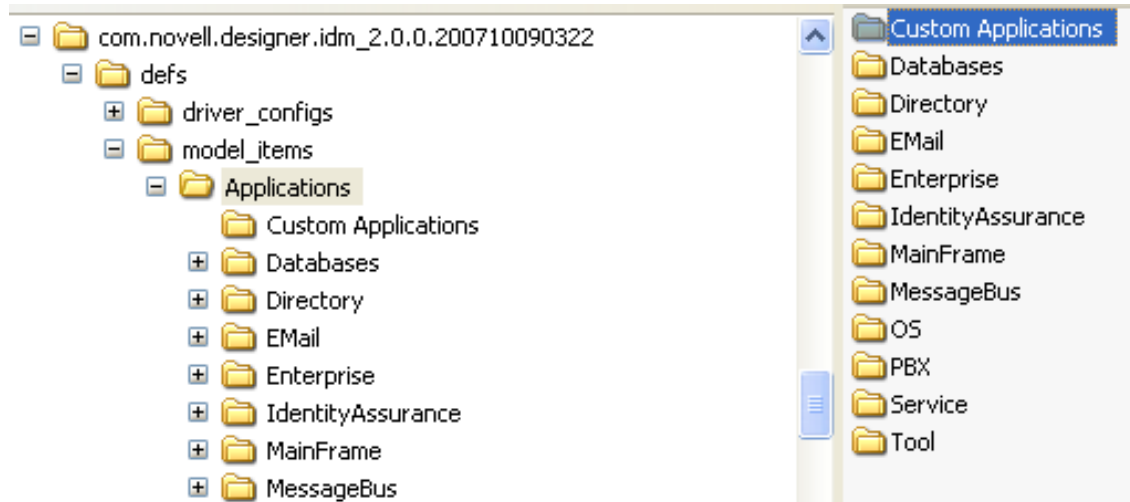 com.novell.designer.idm_2.0.0.200710090322
defs
driver_configs
model_items
Applications
Custom Applications
Databases
Directory
EMail
Enterprise
IdentityAssurance
MainFrame
MessageBus
Custom Applications
Databases
Directory
EMail
Enterprise
IdentityAssurance
MainFrame
MessageBus
OS
PBX
Service
Tool